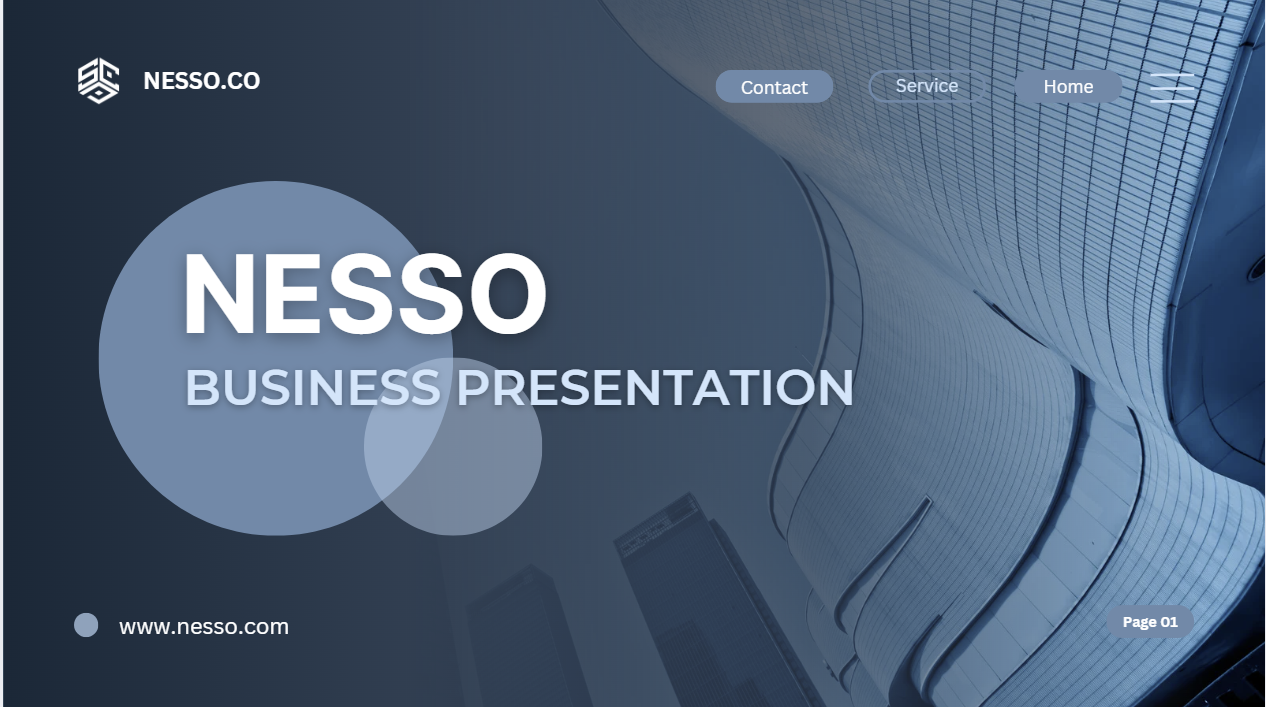 NESSO.CO
Contact
Service
Home
NESSO
BUSINESS PRESENTATION
www.nesso.com
Page 01